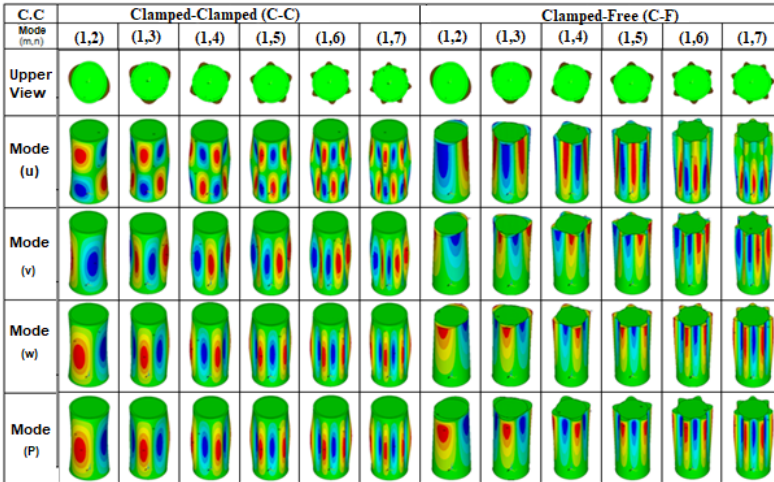 C.C Clamped-Clamped (C-C) Clamped-Free (C-F)
Mode (m,n) (1,2) (1,3) (1,4) (1,5) (1,6) (1,7) (1,2) (1,3) (1,4) (1,5) (1,6) (1,7)
Upper
View
Mode
(u)
Mode
(v)
Mode
(w)
Mode
(P)